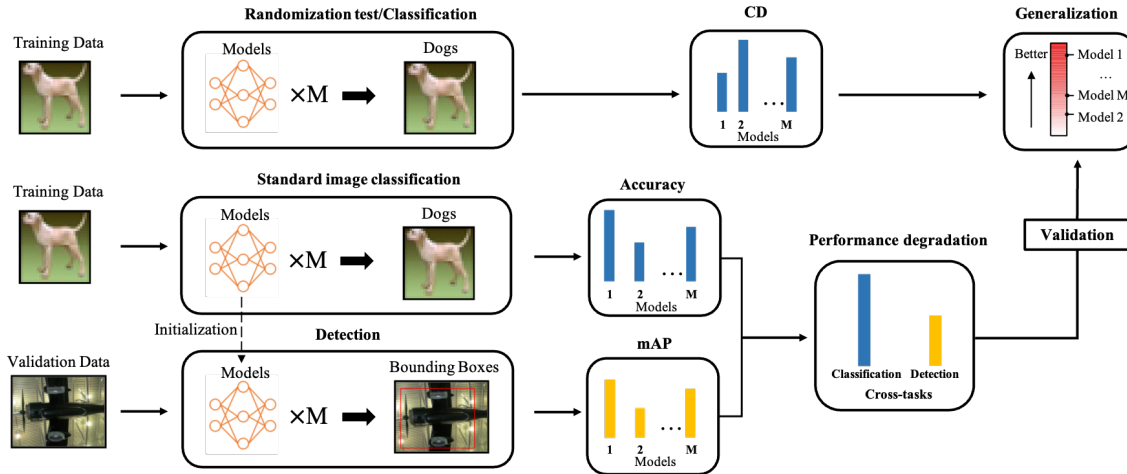 Randomization test/Classification
CD
Generalization
Training Data
Models
Dogs
×M
1 2 ... M
Models
Better
Model 1
...
Model M
Model 2
Training Data
Standard image classification
Models
Dogs
×M
Accuracy
1 2 ... M
Models
Performance degradation
Classification Detection
Cross-tasks
Validation
Initialization
Validation Data
Detection
Models
Bounding Boxes
×M
mAP
1 2 ... M
Models